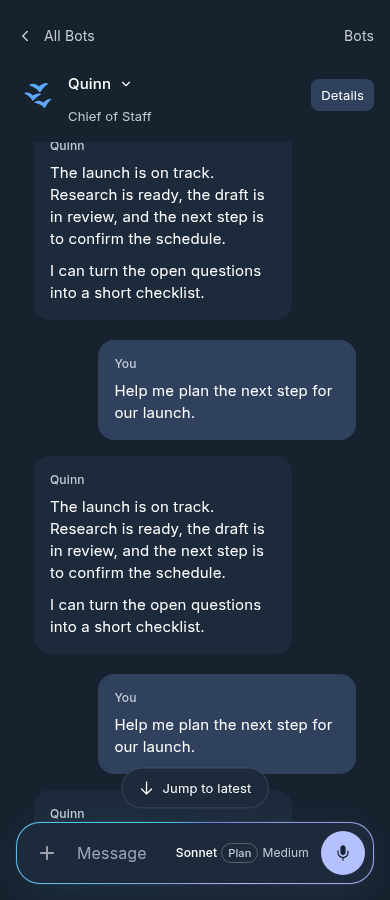 All Bots
Bots
Quinn
Chief of Staff
Details
Quinn
The launch is on track.
Research is ready, the draft is
in review, and the next step is
to confirm the schedule.
I can turn the open questions
into a short checklist.
You
Help me plan the next step for
our launch.
Quinn
The launch is on track.
Research is ready, the draft is
in review, and the next step is
to confirm the schedule.
I can turn the open questions
into a short checklist.
You
Help me plan the next step for
our launch.
Jump to latest
Quinn
Message
Sonnet Plan Medium